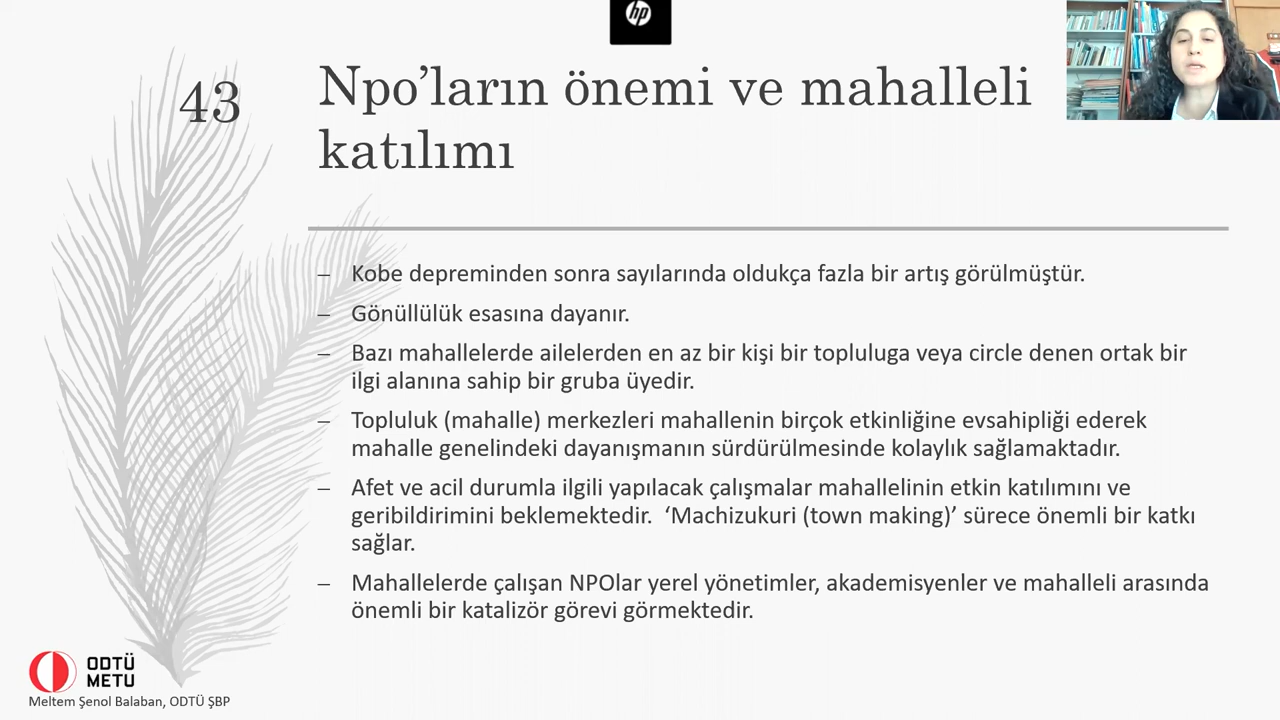 hp
43
Npo’ların önemi ve mahalleli
katılımı
– Kobe depreminden sonra sayılarında oldukça fazla bir artış görülmüştür.
– Gönüllülük esasına dayanır.
– Bazı mahallelerde ailelerden en az bir kişi bir topluluga veya circle denen ortak bir
ilgi alanına sahip bir gruba üyedir.
– Topluluk (mahalle) merkezleri mahallenin birçok etkinliğine evsahipliği ederek
mahalle genelindeki dayanışmanın sürdürülmesinde kolaylık sağlamaktadır.
– Afet ve acil durumla ilgili yapılacak çalışmalar mahallelinin etkin katılımını ve
geribildirimini beklemektedir. ‘Machizukuri (town making)’ sürece önemli bir katkı
sağlar.
– Mahallelerde çalışan NPOlar yerel yönetimler, akademisyenler ve mahalleli arasında
önemli bir katalizör görevi görmektedir.
ODTÜ
METU
Meltem Şenol Balaban, ODTÜ ŞBP